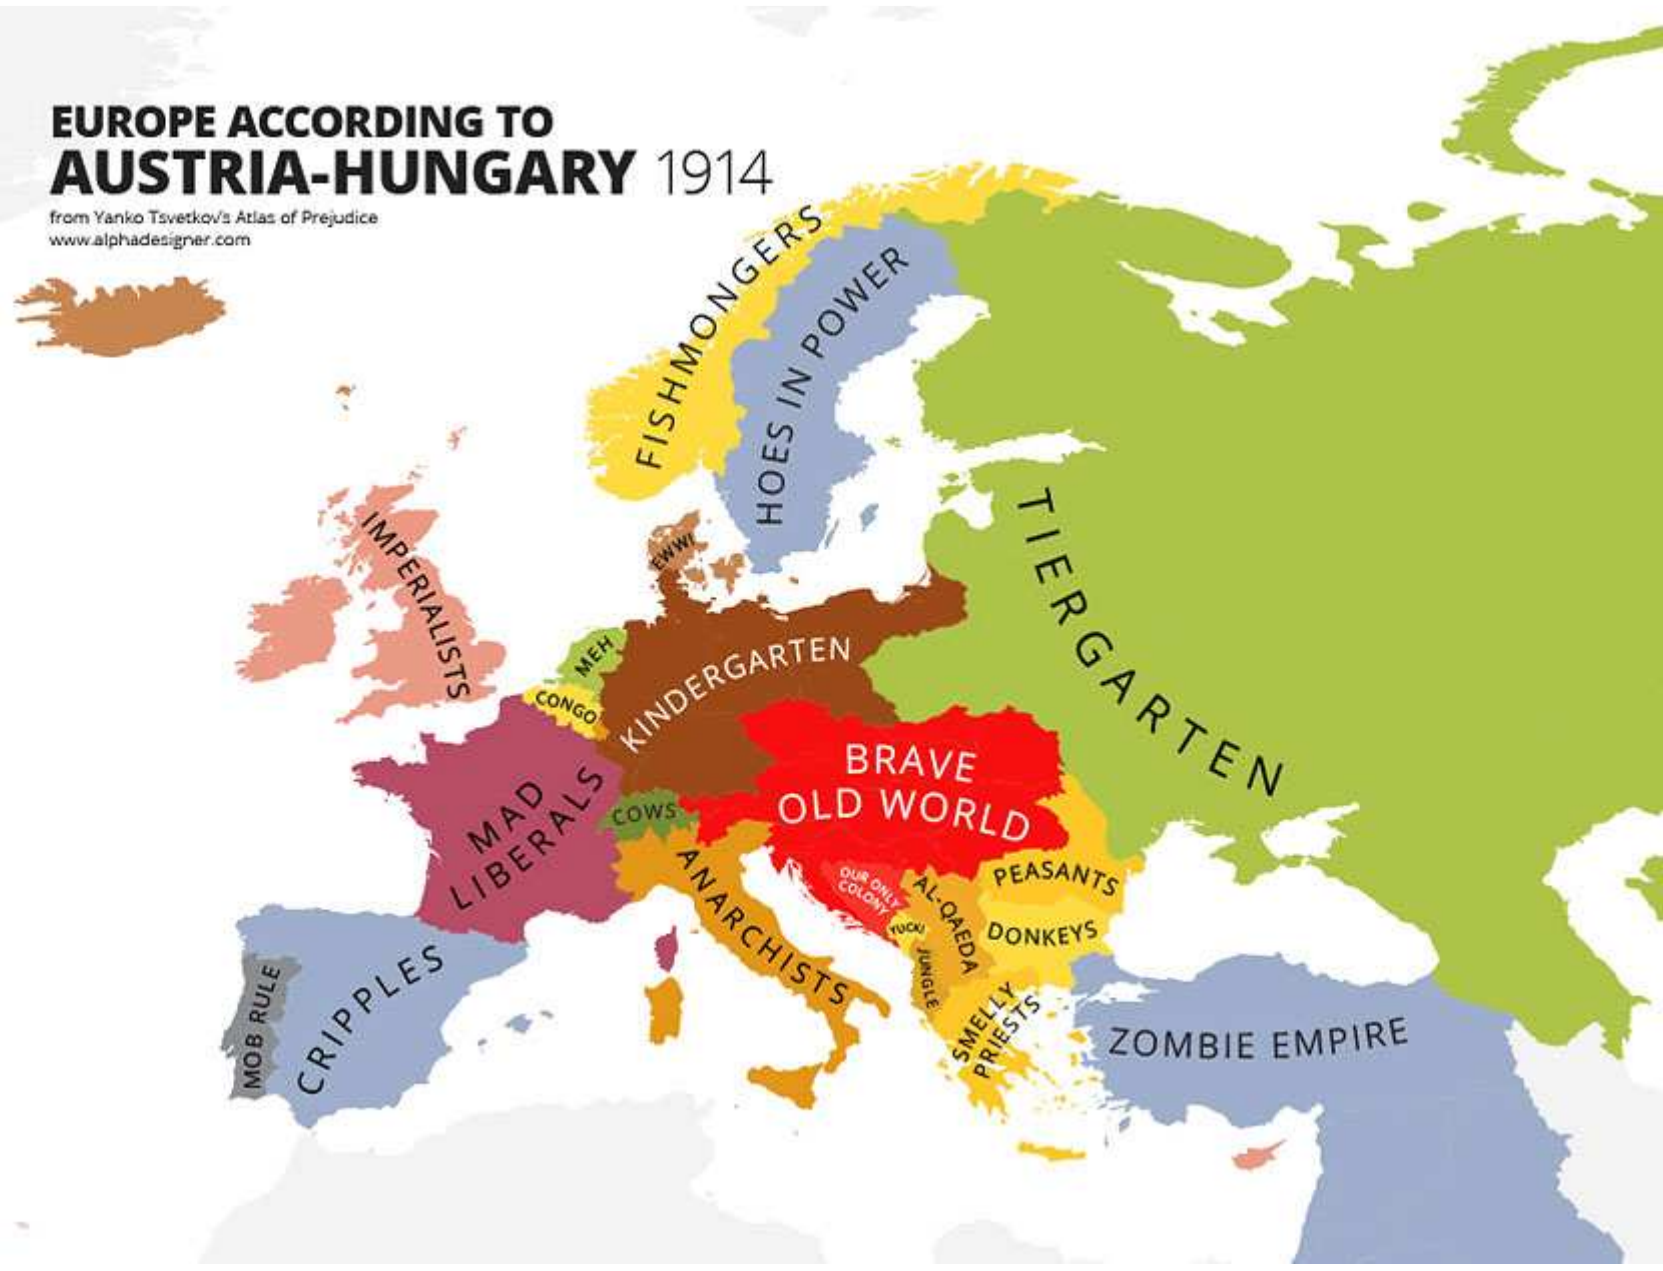 EUROPE ACCORDING TO
AUSTRIA-HUNGARY 1914
from Yanko Tsvetkov's Atlas of Prejudice
www.alphadesigner.com
FISHMONGERS
HOES IN POWER
IMPERIALISTS
EWW!
TIERGARTEN
MEH
CONGO
KINDERGARTEN
MAD
LIBERALS
COWS
BRAVE
OLD WORLD
ANARCHISTS
OUR ONLY
COLONY
AL-QAEDA
PEASANTS
YUCK!
DONKEYS
JUNGLE
MOB RULE
CRIPPLES
SMELLY
PRIESTS
ZOMBIE EMPIRE